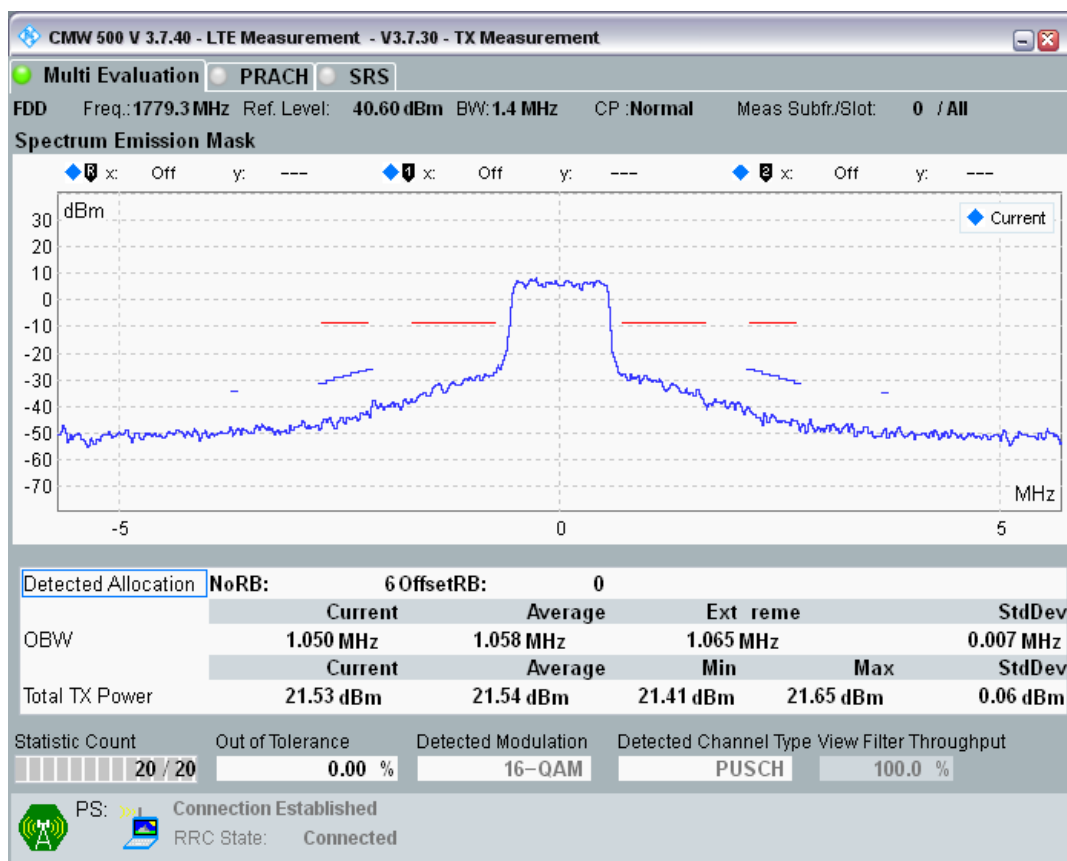 CMW 500 V 3.7.40 - LTE Measurement - V3.7.30 - TX Measurement
Multi Evaluation PRACH SRS
FDD Freq.: 1779.3 MHz Ref. Level: 40.60 dBm BW: 1.4 MHz CP :Normal Meas Subfr./Slot: 0 / All
Spectrum Emission Mask
R x: Off y: --- 1 x: Off y: --- 2 x: Off y: ---
dBm
Current
30
20
10
0
-10
-20
-30
-40
-50
-60
-70
MHz
-5 0 5
Detected Allocation NoRB: 6 OffsetRB: 0
Current Average Ext reme StdDev
OBW 1.050 MHz 1.058 MHz 1.065 MHz 0.007 MHz
Current Average Min Max StdDev
Total TX Power 21.53 dBm 21.54 dBm 21.41 dBm 21.65 dBm 0.06 dBm
Statistic Count Out of Tolerance Detected Modulation Detected Channel Type View Filter Throughput
20 / 20 0.00 % 16-QAM PUSCH 100.0 %
PS: Connection Established
RRC State: Connected